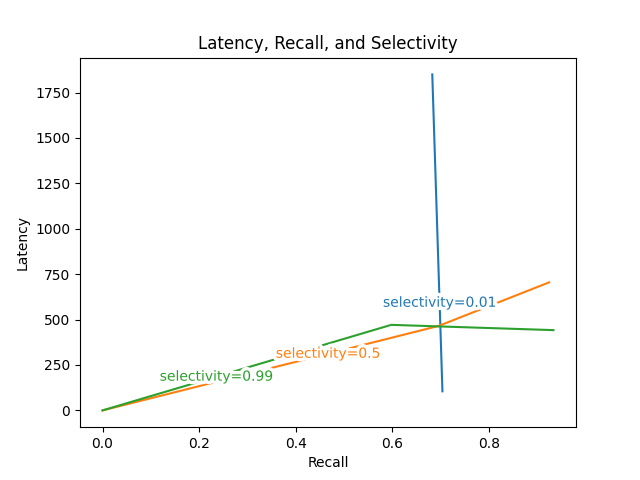 Latency, Recall, and Selectivity
Latency
1750
1500
1250
1000
750
500
250
0
selectivity=0.01
selectivity=0.5
selectivity=0.99
0.0 0.2 0.4 0.6 0.8
Recall